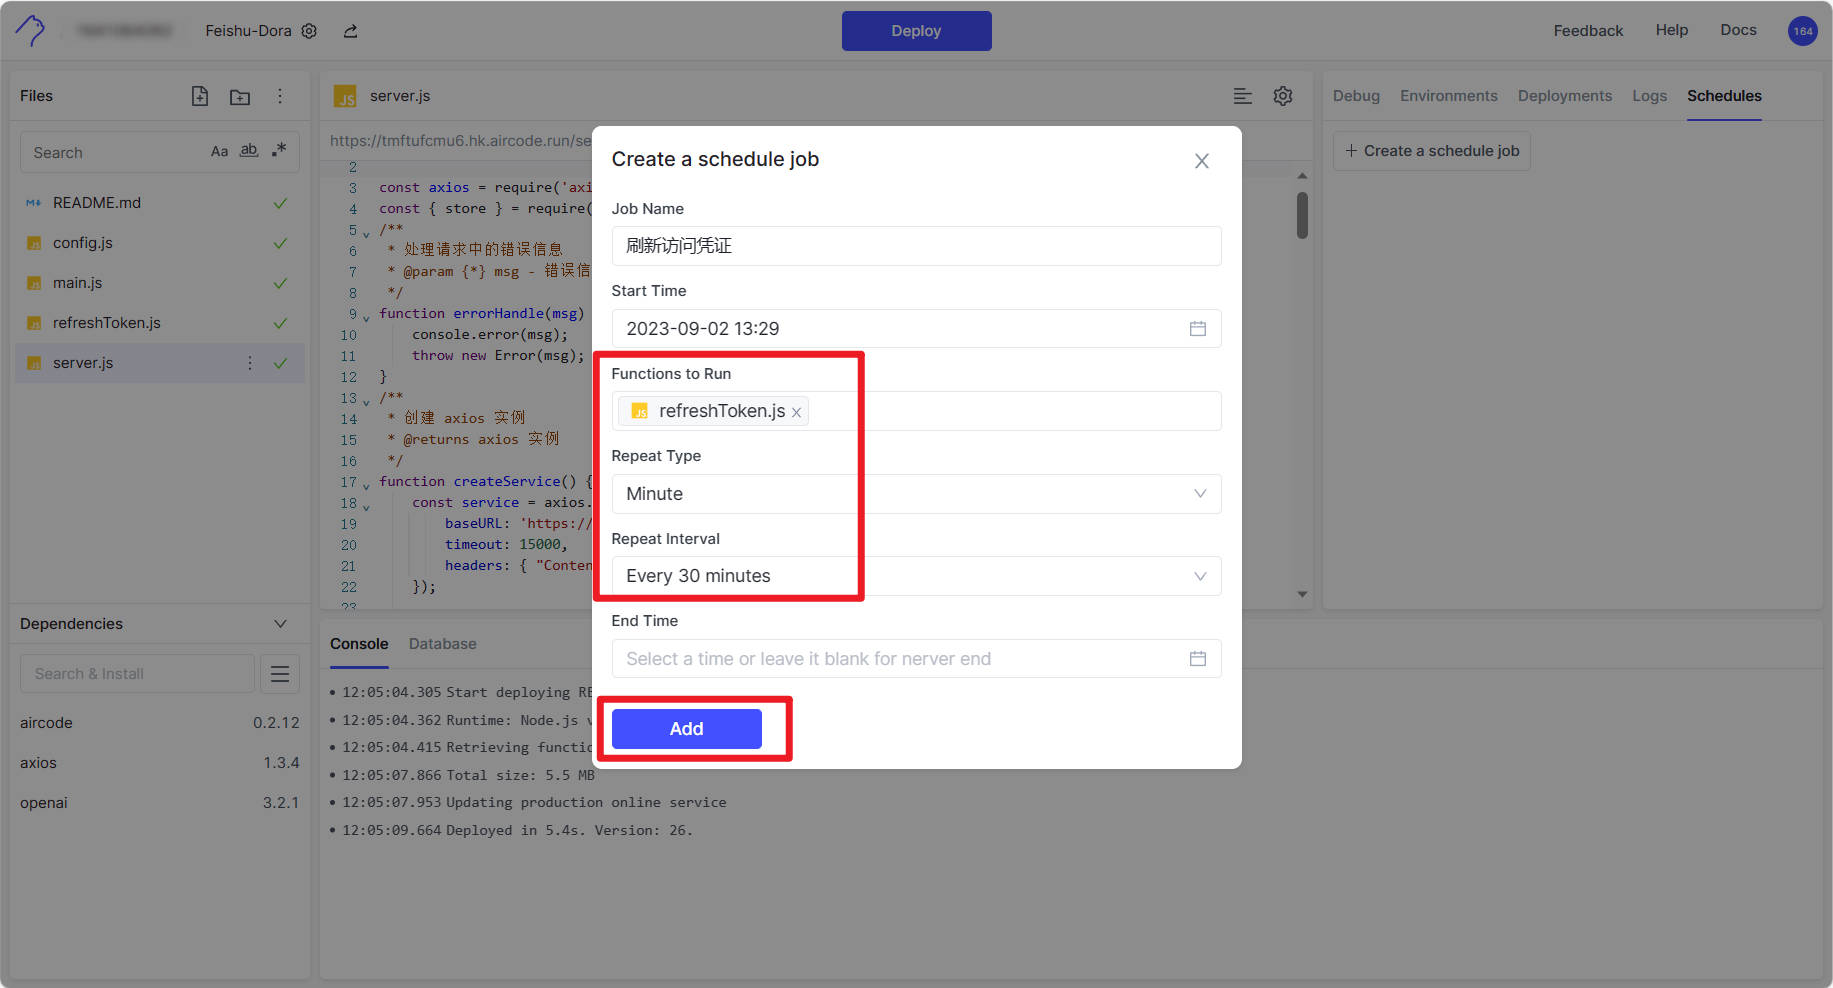 Feishu-Dora
Deploy
Feedback
Help
Docs
164
Files
Search
Aa
ab
README.md
config.js
main.js
refreshToken.js
server.js
Dependencies
Search & Install
aircode 0.2.12
axios 1.3.4
openai 3.2.1
JS server.js
https://tmftufcmu6.hk.aircode.run/se
2
3 const axios = require('axi
4 const { store } = require(
5 /**
6 * 处理请求中的错误信息
7 * @param {*} msg - 错误信
8 */
9 function errorHandle(msg)
10 console.error(msg);
11 throw new Error(msg);
12 }
13 /**
14 * 创建 axios 实例
15 * @returns axios 实例
16 */
17 function createService() {
18 const service = axios.
19 baseURL: 'https://
20 timeout: 15000,
21 headers: { "Conten
22 });
23
Console
Database
12:05:04.305 Start deploying RE
12:05:04.362 Runtime: Node.js v
12:05:04.415 Retrieving functio
12:05:07.866 Total size: 5.5 MB
12:05:07.953 Updating production online service
12:05:09.664 Deployed in 5.4s. Version: 26.
Create a schedule job
Job Name
刷新访问凭证
Start Time
2023-09-02 13:29
Functions to Run
JS refreshToken.js
Repeat Type
Minute
Repeat Interval
Every 30 minutes
End Time
Select a time or leave it blank for nerver end
Add
Debug
Environments
Deployments
Logs
Schedules
+ Create a schedule job